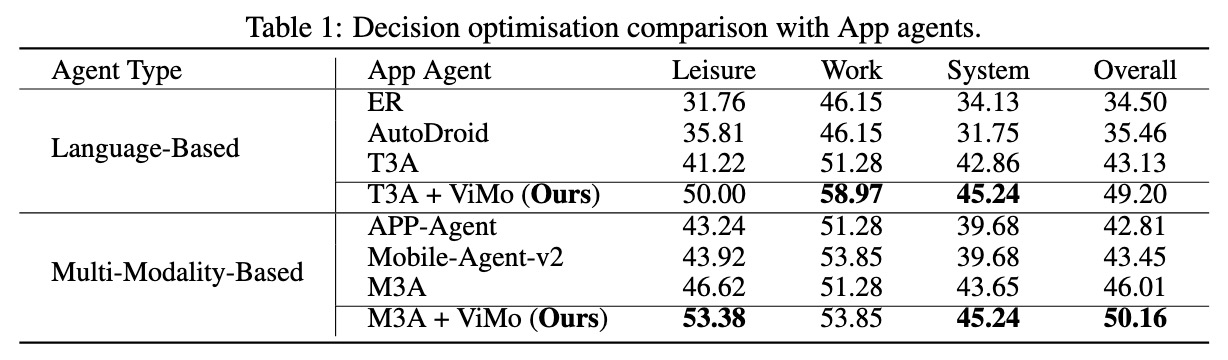 Table 1: Decision optimisation comparison with App agents.
Agent Type App Agent Leisure Work System Overall
Language-Based
ER 31.76 46.15 34.13 34.50
AutoDroid 35.81 46.15 31.75 35.46
T3A 41.22 51.28 42.86 43.13
T3A + ViMo (Ours) 50.00 58.97 45.24 49.20
Multi-Modality-Based
APP-Agent 43.24 51.28 39.68 42.81
Mobile-Agent-v2 43.92 53.85 39.68 43.45
M3A 46.62 51.28 43.65 46.01
M3A + ViMo (Ours) 53.38 53.85 45.24 50.16